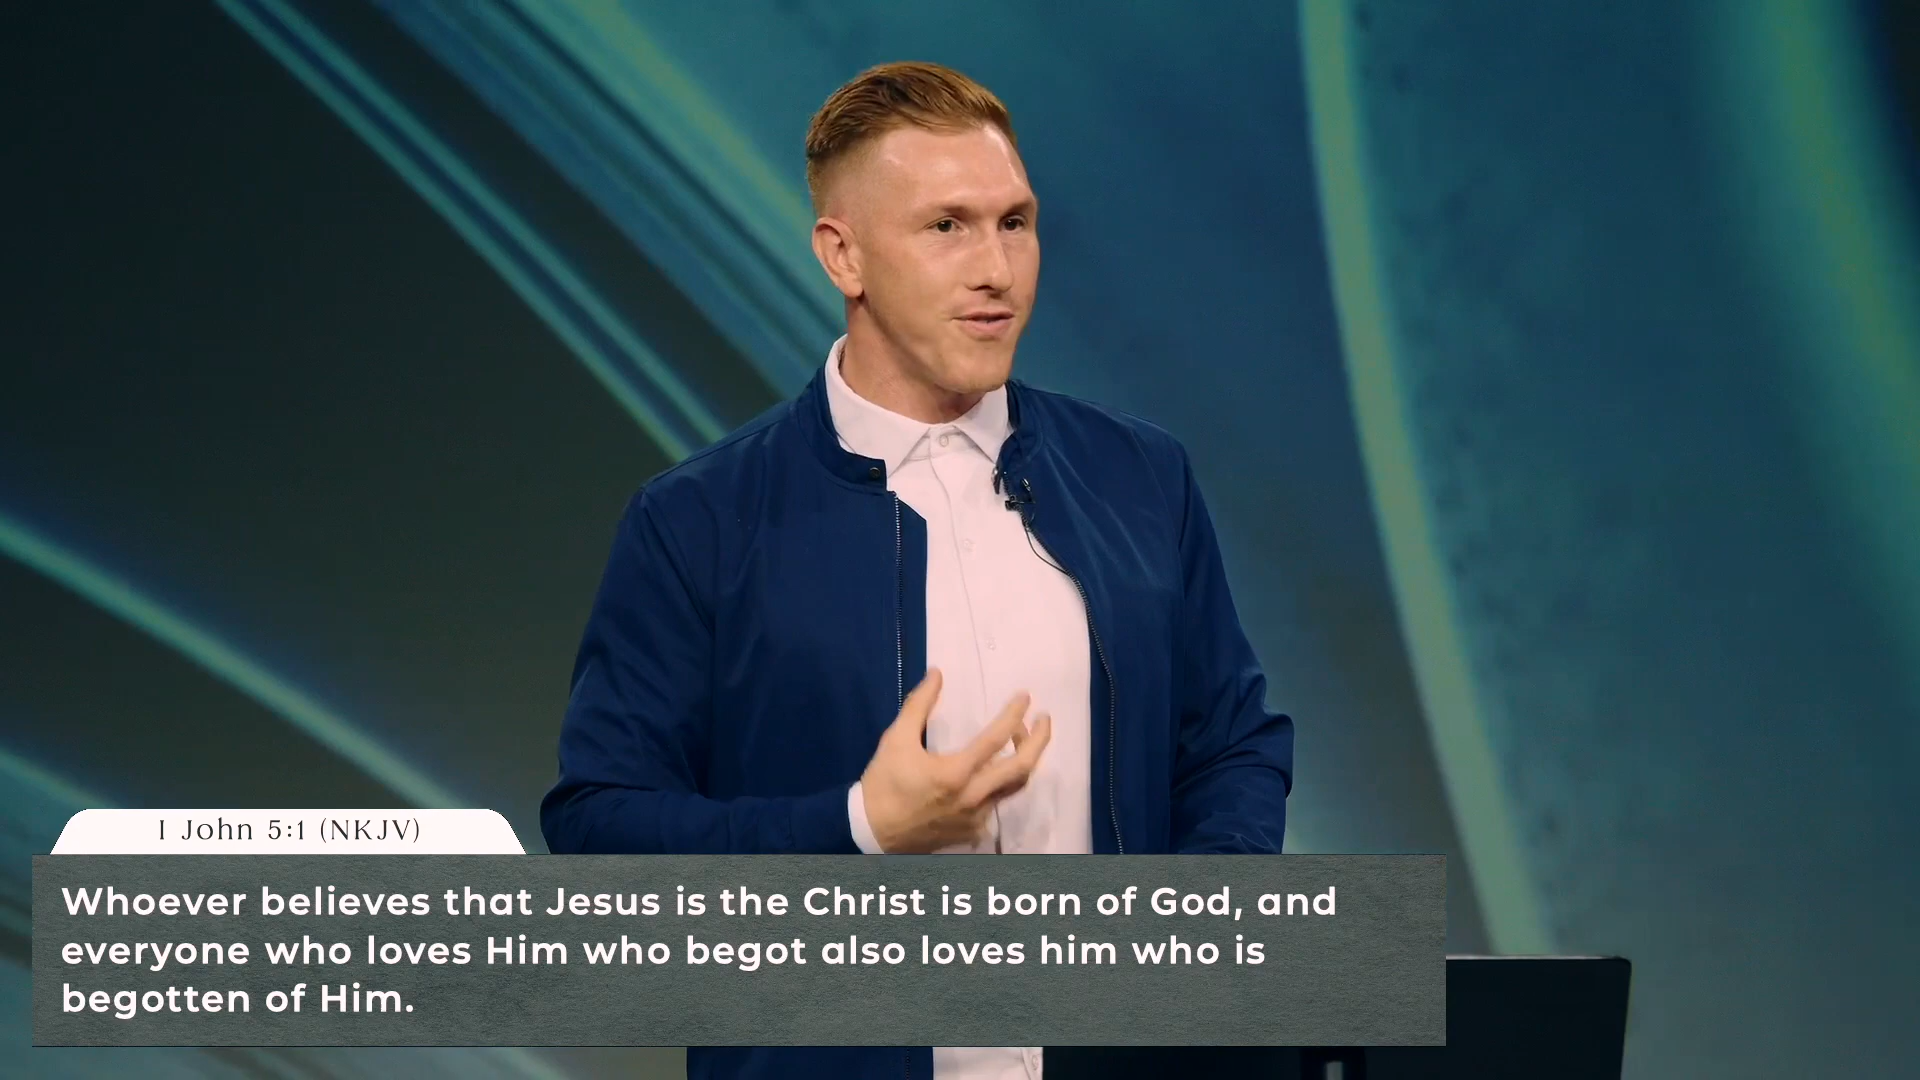 I John 5:1 (NKJV)
Whoever believes that Jesus is the Christ is born of God, and
everyone who loves Him who begot also loves him who is
begotten of Him.